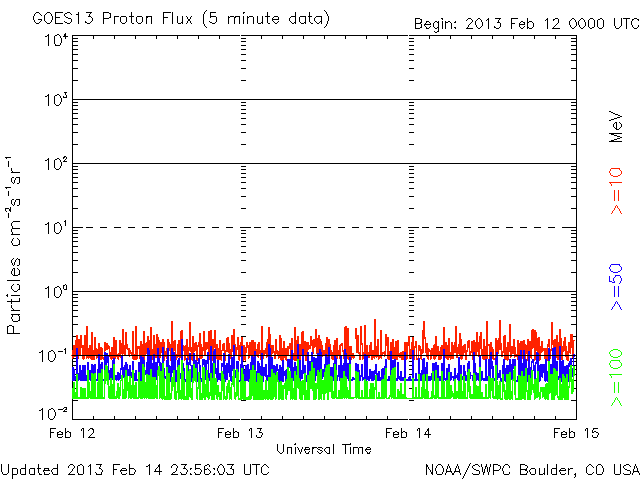 GOES13 Proton Flux (5 minute data)
Begin: 2013 Feb 12 0000 UTC
10⁴
10³
10²
10¹
10⁰
10⁻¹
10⁻²
Particles cm⁻²s⁻¹sr⁻¹
MeV
>=10
>=50
>=100
Feb 12
Feb 13
Feb 14
Feb 15
Universal Time
Updated 2013 Feb 14 23:56:03 UTC
NOAA/SWPC Boulder, CO USA